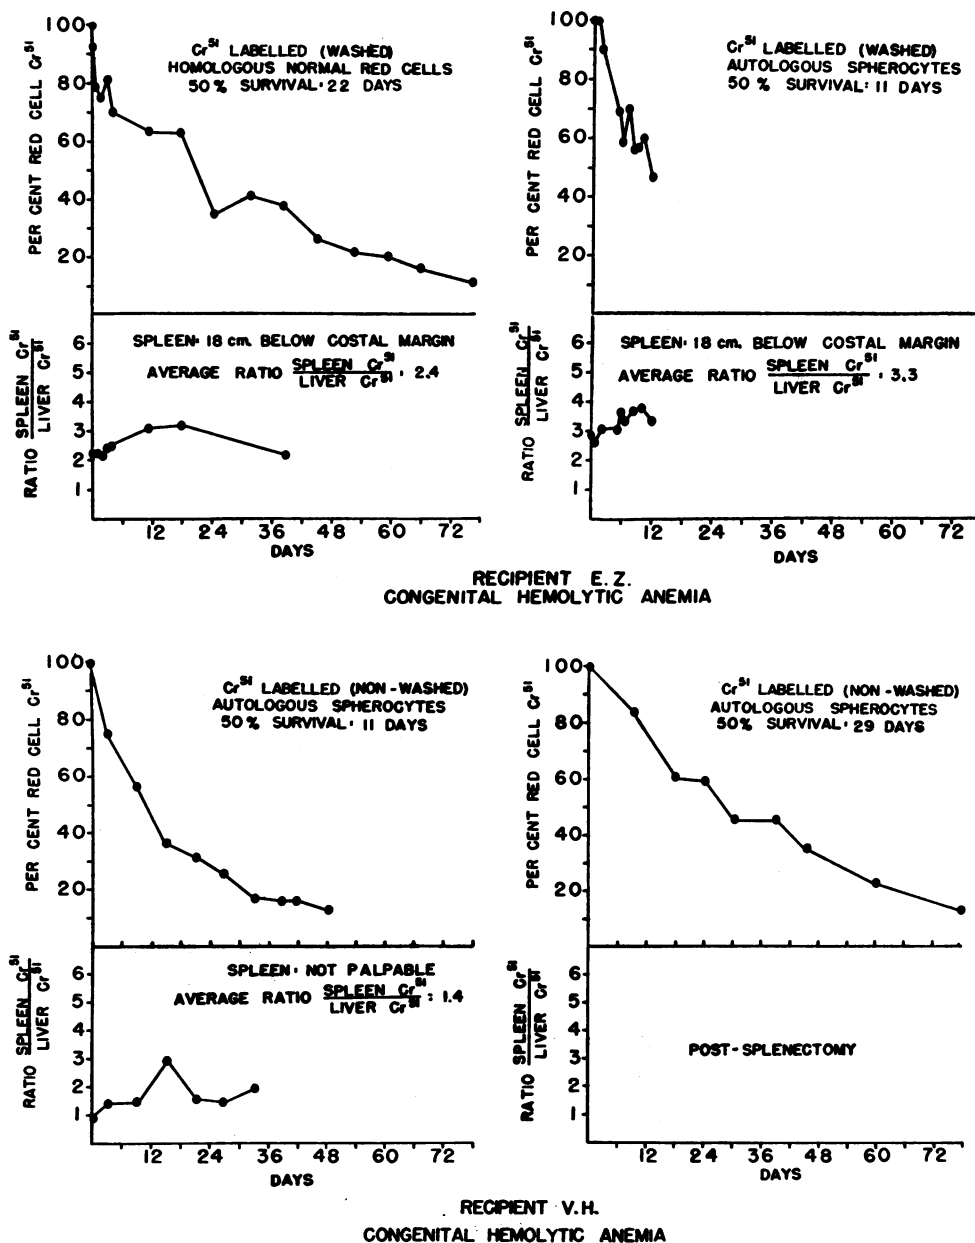 100
80
60
40
20
PER CENT RED CELL Cr⁵¹
Cr⁵¹ LABELLED (WASHED)
HOMOLOGOUS NORMAL RED CELLS
50% SURVIVAL: 22 DAYS
6
5
4
3
2
1
RATIO SPLEEN Cr⁵¹
LIVER Cr⁵¹
SPLEEN: 18 cm. BELOW COSTAL MARGIN
AVERAGE RATIO SPLEEN Cr⁵¹ : 2.4
LIVER Cr⁵¹
12 24 36 48 60 72
DAYS
100
80
60
40
20
PER CENT RED CELL Cr⁵¹
Cr⁵¹ LABELLED (WASHED)
AUTOLOGOUS SPHEROCYTES
50 % SURVIVAL: 11 DAYS
6
5
4
3
2
1
RATIO SPLEEN Cr⁵¹
LIVER Cr⁵¹
SPLEEN: 18 cm. BELOW COSTAL MARGIN
AVERAGE RATIO SPLEEN Cr⁵¹ : 3.3
LIVER Cr⁵¹
12 24 36 48 60 72
DAYS
RECIPIENT E. Z.
CONGENITAL HEMOLYTIC ANEMIA
100
80
60
40
20
PER CENT RED CELL Cr⁵¹
Cr⁵¹ LABELLED (NON-WASHED)
AUTOLOGOUS SPHEROCYTES
50% SURVIVAL: 11 DAYS
6
5
4
3
2
1
RATIO SPLEEN Cr⁵¹
LIVER Cr⁵¹
SPLEEN: NOT PALPABLE
AVERAGE RATIO SPLEEN Cr⁵¹ : 1.4
LIVER Cr⁵¹
12 24 36 48 60 72
DAYS
100
80
60
40
20
PER CENT RED CELL Cr⁵¹
Cr⁵¹ LABELLED (NON-WASHED)
AUTOLOGOUS SPHEROCYTES
50% SURVIVAL: 29 DAYS
6
5
4
3
2
1
RATIO SPLEEN Cr⁵¹
LIVER Cr⁵¹
POST-SPLENECTOMY
12 24 36 48 60 72
DAYS
RECIPIENT V.H.
CONGENITAL HEMOLYTIC ANEMIA